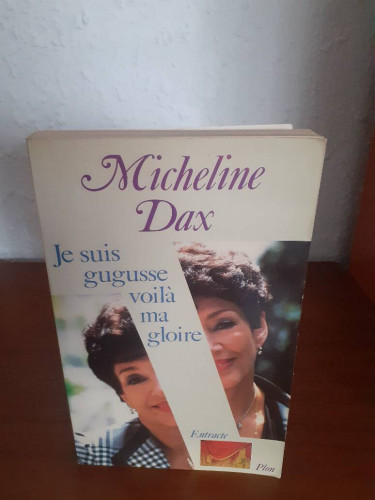 Micheline
Dax
Je suis
gugusse
voilà
ma
gloire
Entracte
Plon